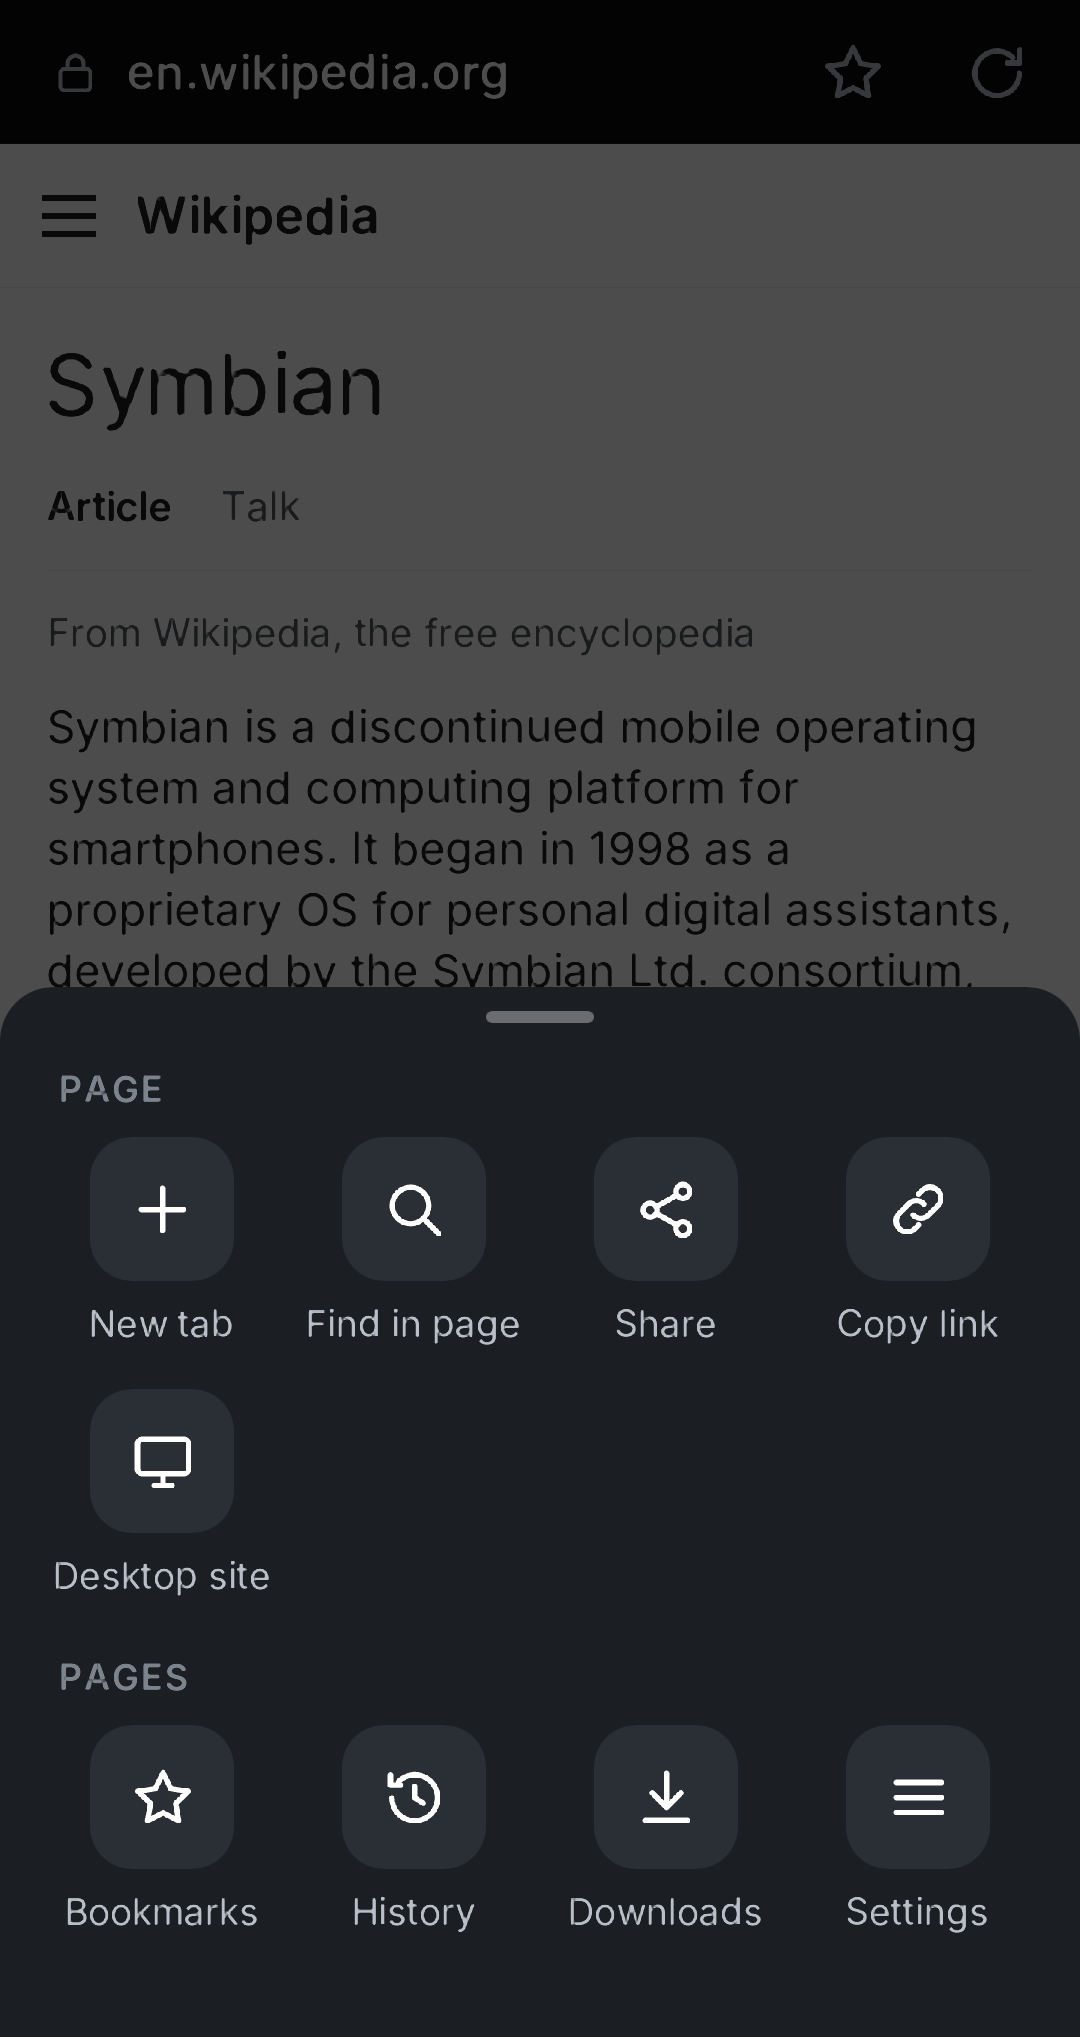 en.wikipedia.org
Wikipedia
Symbian
Article Talk
From Wikipedia, the free encyclopedia
Symbian is a discontinued mobile operating
system and computing platform for
smartphones. It began in 1998 as a
proprietary OS for personal digital assistants,
developed by the Symbian Ltd. consortium,
PAGE
New tab Find in page Share Copy link
Desktop site
PAGES
Bookmarks History Downloads Settings